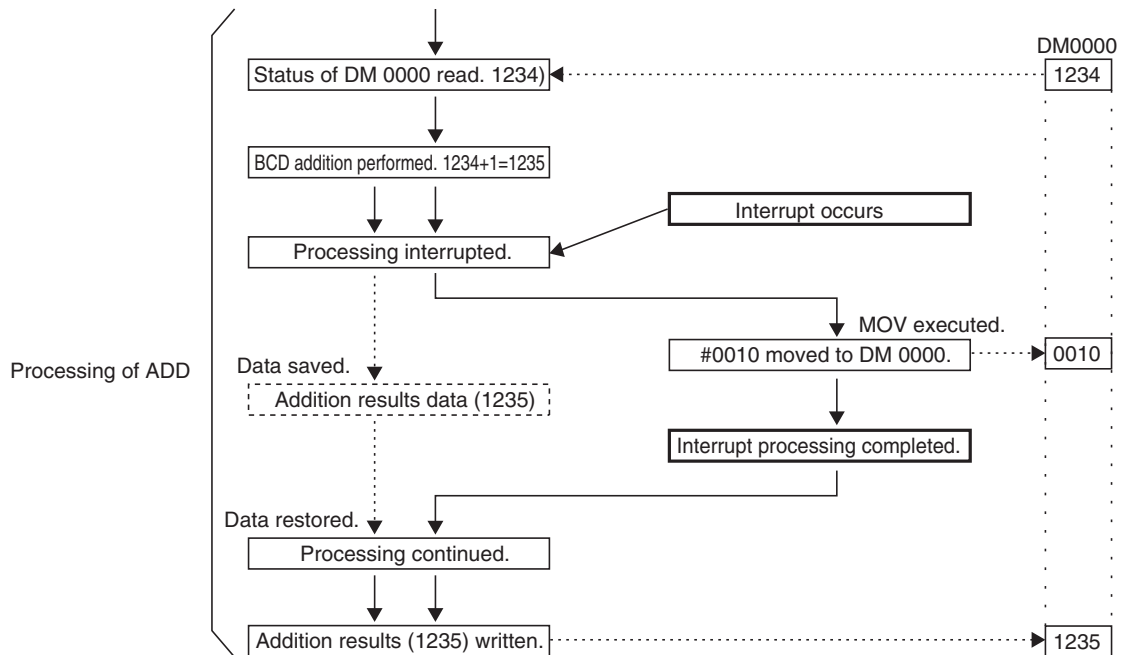 DM0000
Status of DM 0000 read. 1234)
1234
BCD addition performed. 1234+1=1235
Interrupt occurs
Processing interrupted.
MOV executed.
Processing of ADD
Data saved.
#0010 moved to DM 0000.
0010
Addition results data (1235)
Interrupt processing completed.
Data restored.
Processing continued.
Addition results (1235) written.
1235